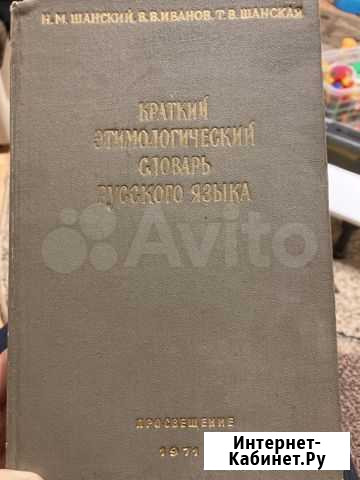 Н. М. ШАНСКИЙ, В. В. ИВАНОВ, Т. В. ШАНСКАЯ
КРАТКИЙ
ЭТИМОЛОГИЧЕСКИЙ
СЛОВАРЬ
РУССКОГО ЯЗЫКА
Avito
ПРОСВЕЩЕНИЕ
1971
Интернет-
Кабинет.Ру